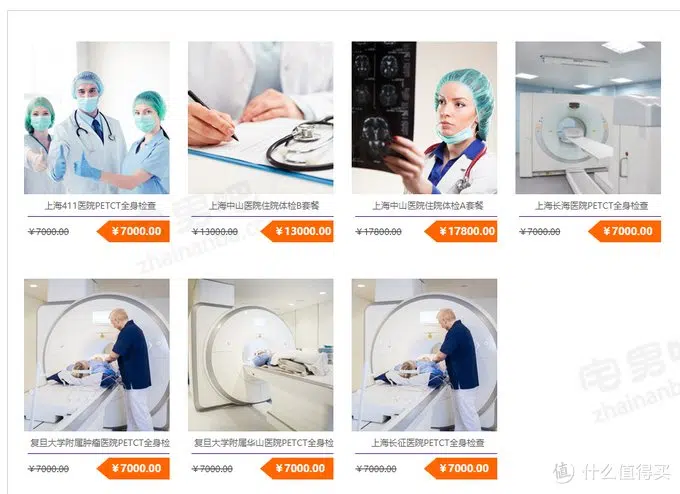 上海411医院PETCT全身检查
上海中山医院住院体检B套餐
上海中山医院住院体检A套餐
上海长海医院PETCT全身检查
￥7000.00
￥7000.00
￥13000.00
￥13000.00
￥17800.00
￥17800.00
￥7000.00
￥7000.00
宅男吧
zhainanba.com
宅男吧
zhainanba
复旦大学附属肿瘤医院PETCT全身检
复旦大学附属华山医院PETCT全身检
上海长征医院PETCT全身检查
￥7000.00
￥7000.00
￥7000.00
￥7000.00
￥7000.00
￥7000.00
值 什么值得买